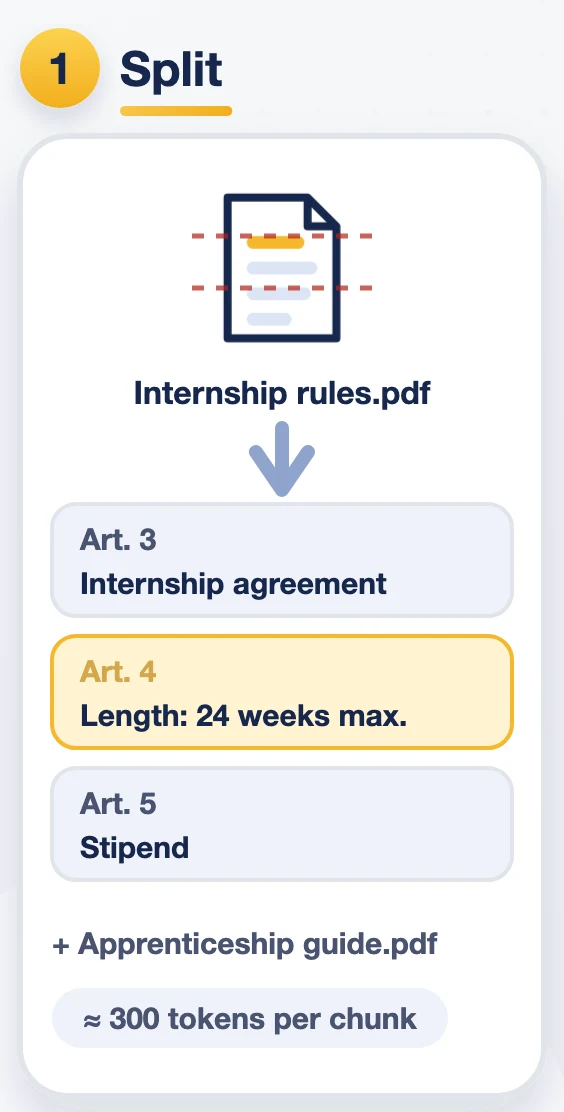 1 Split
Internship rules.pdf
Art. 3
Internship agreement
Art. 4
Length: 24 weeks max.
Art. 5
Stipend
+ Apprenticeship guide.pdf
≈ 300 tokens per chunk